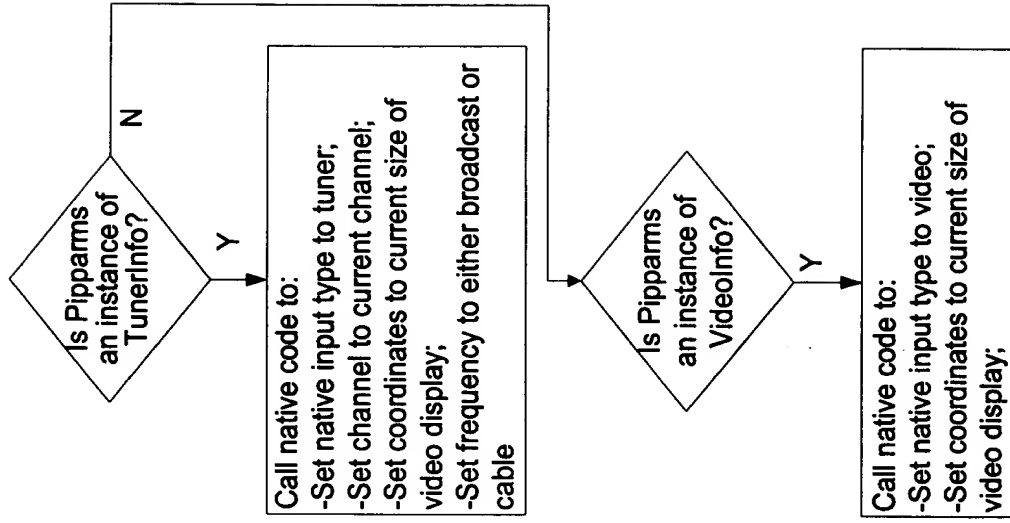 Is Pipparms
an instance of
TunerInfo?
N
Y
Call native code to:
-Set native input type to tuner;
-Set channel to current channel;
-Set coordinates to current size of
video display;
-Set frequency to either broadcast or
cable
Is Pipparms
an instance of
VideoInfo?
Y
Call native code to:
-Set native input type to video;
-Set coordinates to current size of
video display;